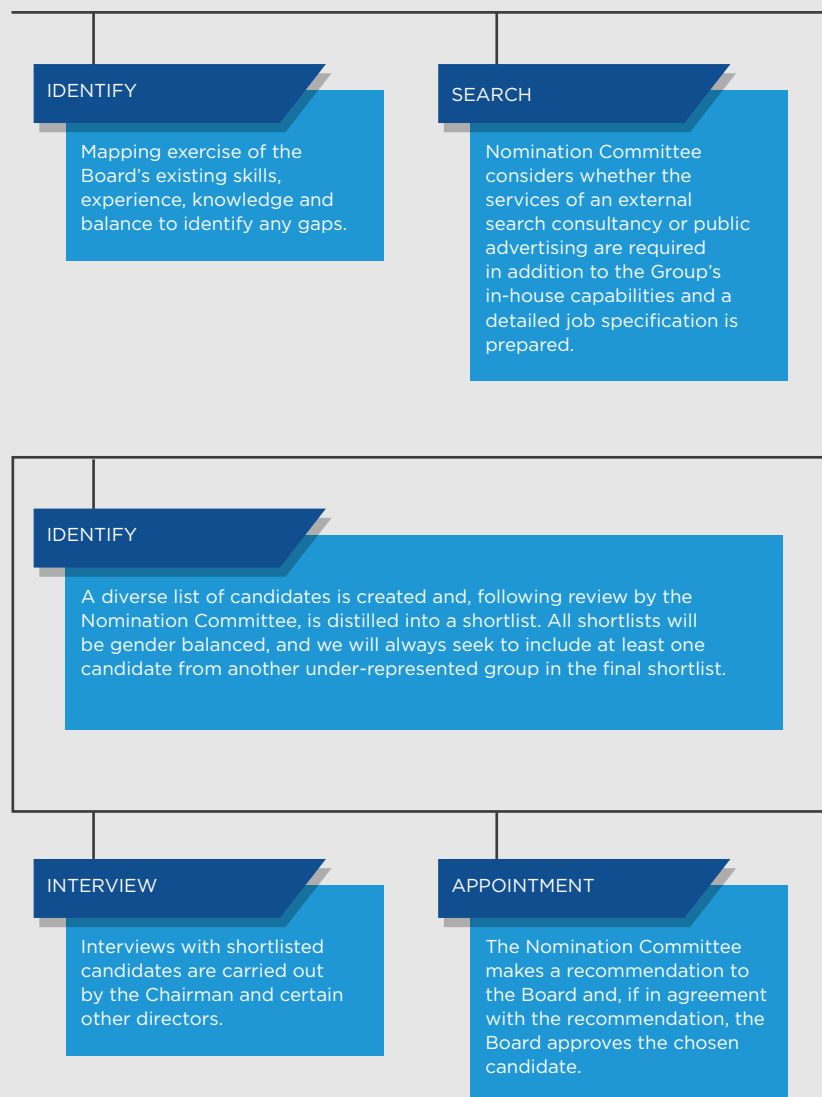 IDENTIFY
Mapping exercise of the
Board's existing skills,
experience, knowledge and
balance to identify any gaps.
SEARCH
Nomination Committee
considers whether the
services of an external
search consultancy or public
advertising are required
in addition to the Group's
in-house capabilities and a
detailed job specification is
prepared.
IDENTIFY
A diverse list of candidates is created and, following review by the
Nomination Committee, is distilled into a shortlist. All shortlists will
be gender balanced, and we will always seek to include at least one
candidate from another under-represented group in the final shortlist.
INTERVIEW
Interviews with shortlisted
candidates are carried out
by the Chairman and certain
other directors.
APPOINTMENT
The Nomination Committee
makes a recommendation to
the Board and, if in agreement
with the recommendation, the
Board approves the chosen
candidate.